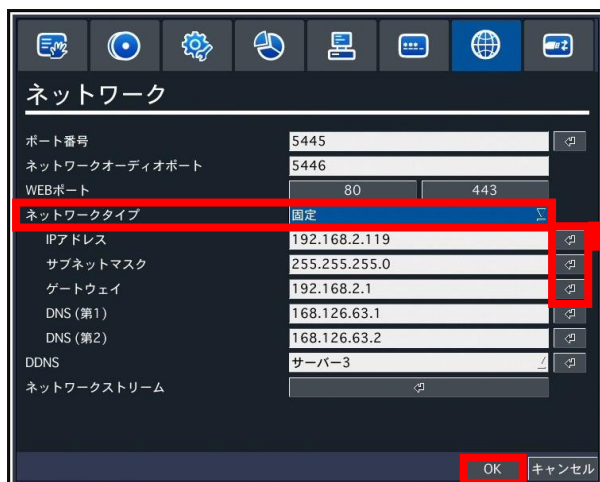 ネットワーク
ポート番号 5445
ネットワークオーディオポート 5446
WEBポート 80 443
ネットワークタイプ 固定
IPアドレス 192.168.2.119
サブネットマスク 255.255.255.0
ゲートウェイ 192.168.2.1
DNS (第1) 168.126.63.1
DNS (第2) 168.126.63.2
DDNS サーバー3
ネットワークストリーム
OK キャンセル